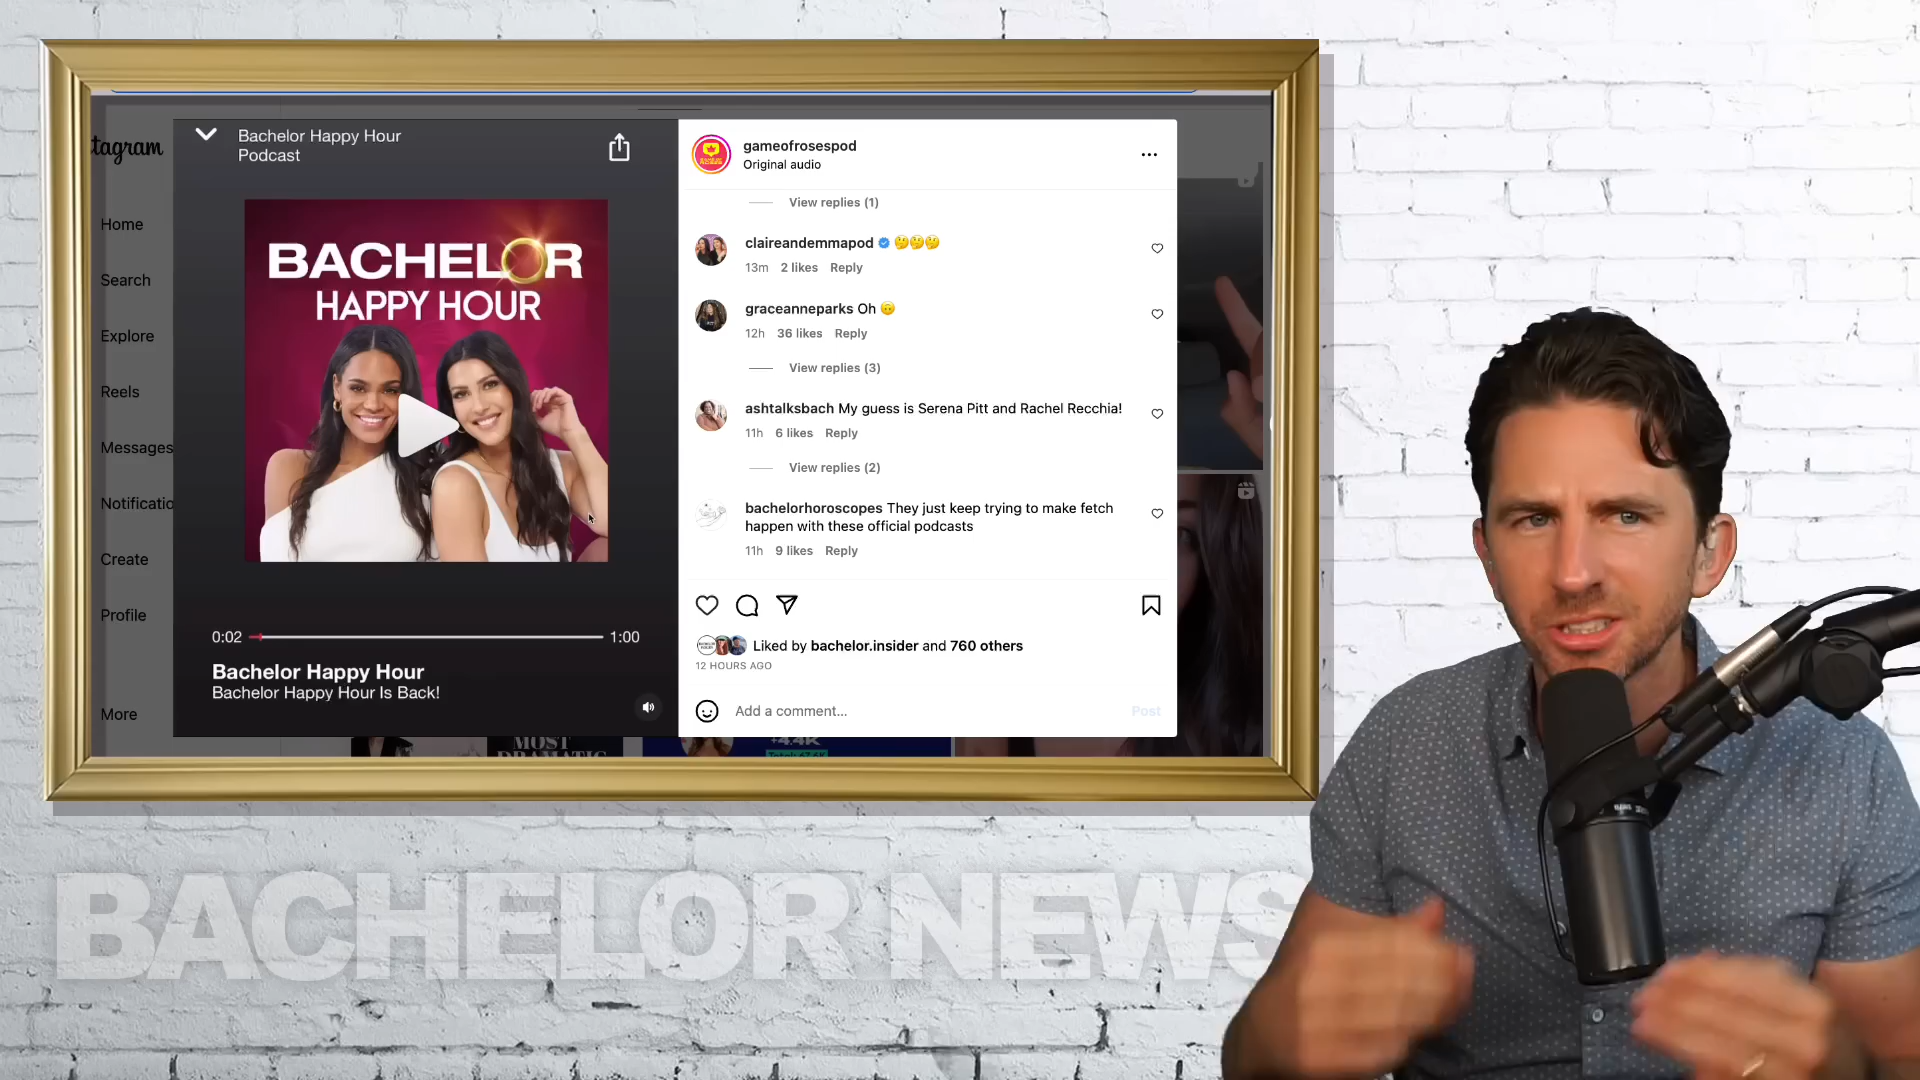 tagram
Home
Search
Explore
Reels
Messages
Notificatio
Create
Profile
More
Bachelor Happy Hour
Podcast
BACHELOR
HAPPY HOUR
0:02
1:00
Bachelor Happy Hour
Bachelor Happy Hour Is Back!
gameofrosespod
Original audio
View replies (1)
claireandemmapod 🤔🤔🤔
13m 2 likes Reply
graceanneparks Oh 🙃
12h 36 likes Reply
View replies (3)
ashtalksbach My guess is Serena Pitt and Rachel Recchia!
11h 6 likes Reply
View replies (2)
bachelorhoroscopes They just keep trying to make fetch
happen with these official podcasts
11h 9 likes Reply
Liked by bachelor.insider and 760 others
12 HOURS AGO
Add a comment...
Post
MOST
DRAMATIC
+4.4K
BACHELOR NEWS